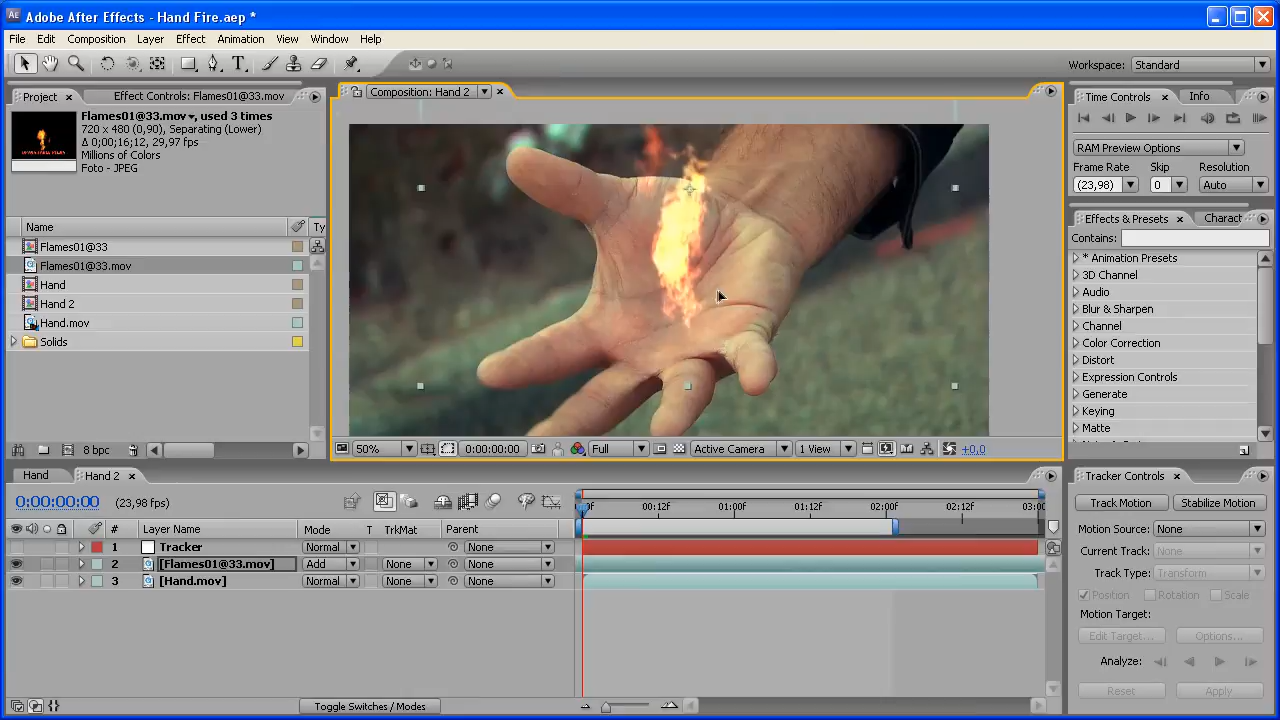 Adobe After Effects - Hand Fire.aep *
File Edit Composition Layer Effect Animation View Window Help
Workspace: Standard
Project Effect Controls: Flames01@33.mov
Composition: Hand 2
Time Controls Info
Flames01@33.mov, used 3 times
720 x 480 (0,90), Separating (Lower)
Δ 0;00;16;12, 29,97 fps
Millions of Colors
Foto - JPEG
RAM Preview Options
Frame Rate Skip Resolution
(23,98) 0 Auto
Effects & Presets Charact
Contains:
Name Ty
Flames01@33
Flames01@33.mov
Hand
Hand 2
Hand.mov
Solids
* Animation Presets
3D Channel
Audio
Blur & Sharpen
Channel
Color Correction
Distort
Expression Controls
Generate
Keying
Matte
8 bpc
50% 0:00:00:00 Full Active Camera 1 View +0,0
Hand Hand 2
0:00:00:00 (23,98 fps)
00:12F 01:00F 01:12F 02:00F 02:12F 03:00
# Layer Name Mode T TrkMat Parent
1 Tracker Normal None
2 [Flames01@33.mov] Add None None
3 [Hand.mov] Normal None None
Toggle Switches / Modes
Tracker Controls
Track Motion Stabilize Motion
Motion Source: None
Current Track: None
Track Type: Transform
Position Rotation Scale
Motion Target:
Edit Target... Options...
Analyze:
Reset Apply